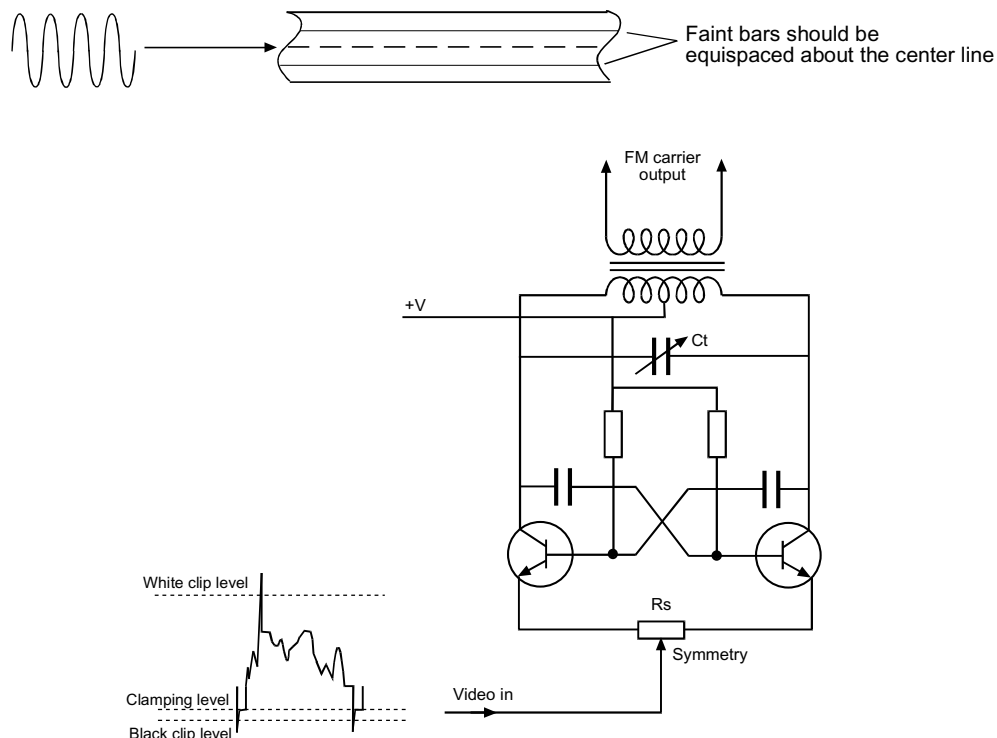 Faint bars should be
equispaced about the center line
FM carrier
output
+V
Ct
White clip level
Rs
Symmetry
Clamping level
Video in
Black clip level